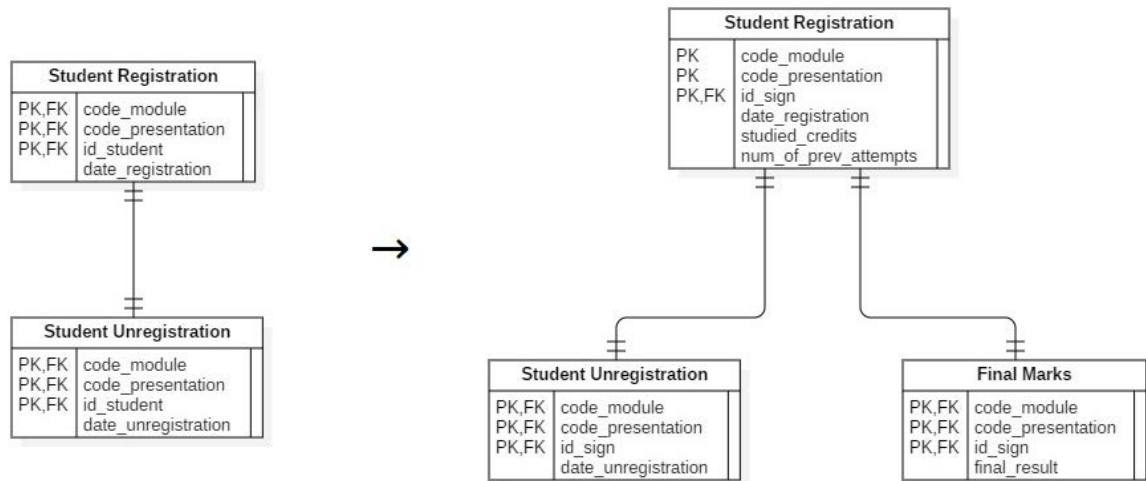 Student Registration
PK,FK code_module
PK,FK code_presentation
PK,FK id_student
date_registration
Student Unregistration
PK,FK code_module
PK,FK code_presentation
PK,FK id_student
date_unregistration
→
Student Registration
PK code_module
PK code_presentation
PK,FK id_sign
date_registration
studied_credits
num_of_prev_attempts
Student Unregistration
PK,FK code_module
PK,FK code_presentation
PK,FK id_sign
date_unregistration
Final Marks
PK,FK code_module
PK,FK code_presentation
PK,FK id_sign
final_result